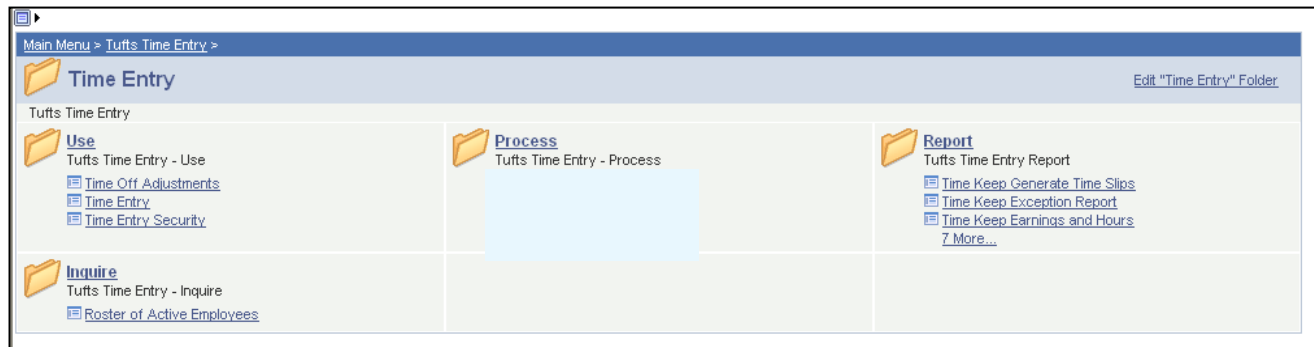 Main Menu > Tufts Time Entry >
Time Entry
Edit "Time Entry" Folder
Tufts Time Entry
Use
Tufts Time Entry - Use
Time Off Adjustments
Time Entry
Time Entry Security
Process
Tufts Time Entry - Process
Report
Tufts Time Entry Report
Time Keep Generate Time Slips
Time Keep Exception Report
Time Keep Earnings and Hours
7 More...
Inquire
Tufts Time Entry - Inquire
Roster of Active Employees